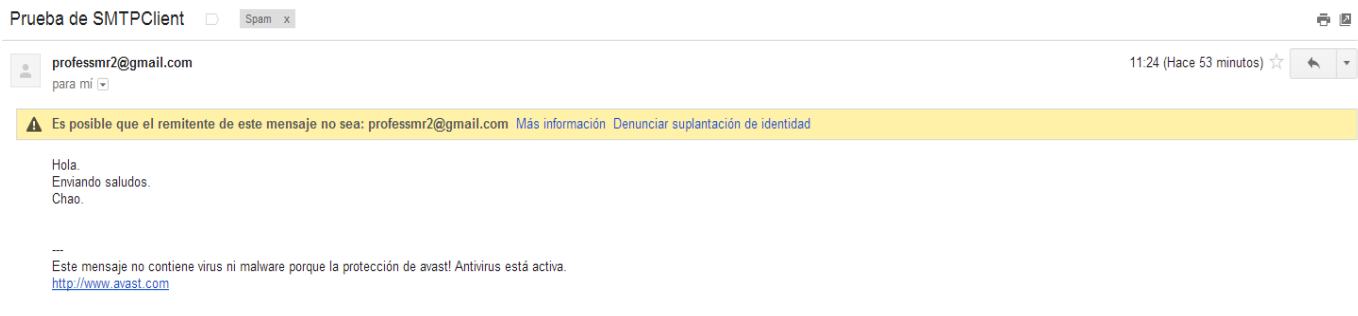 Prueba de SMTPClient Spam x
professmr2@gmail.com 11:24 (Hace 53 minutos)
para mí
Es posible que el remitente de este mensaje no sea: professmr2@gmail.com Más información Denunciar suplantación de identidad
Hola.
Enviando saludos.
Chao.
---
Este mensaje no contiene virus ni malware porque la protección de avast! Antivirus está activa.
http://www.avast.com